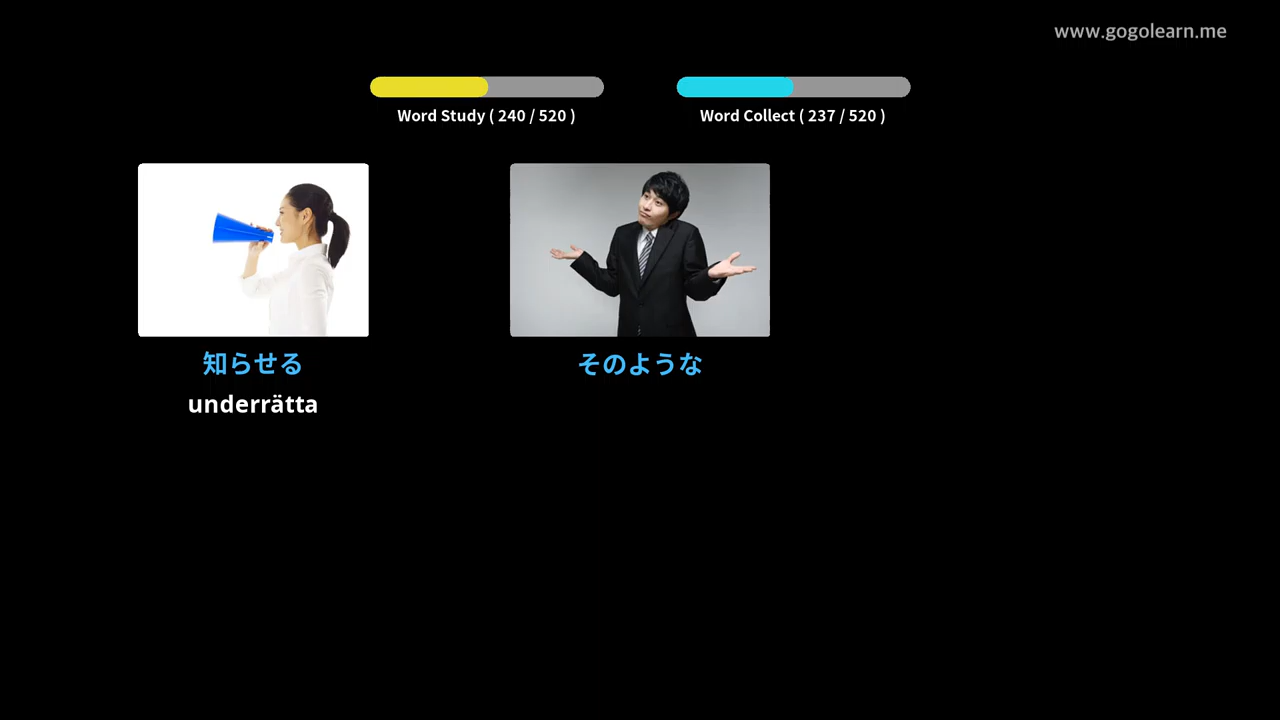 www.gogolearn.me
Word Study ( 240 / 520 )
Word Collect ( 237 / 520 )
知らせる
そのような
underrätta